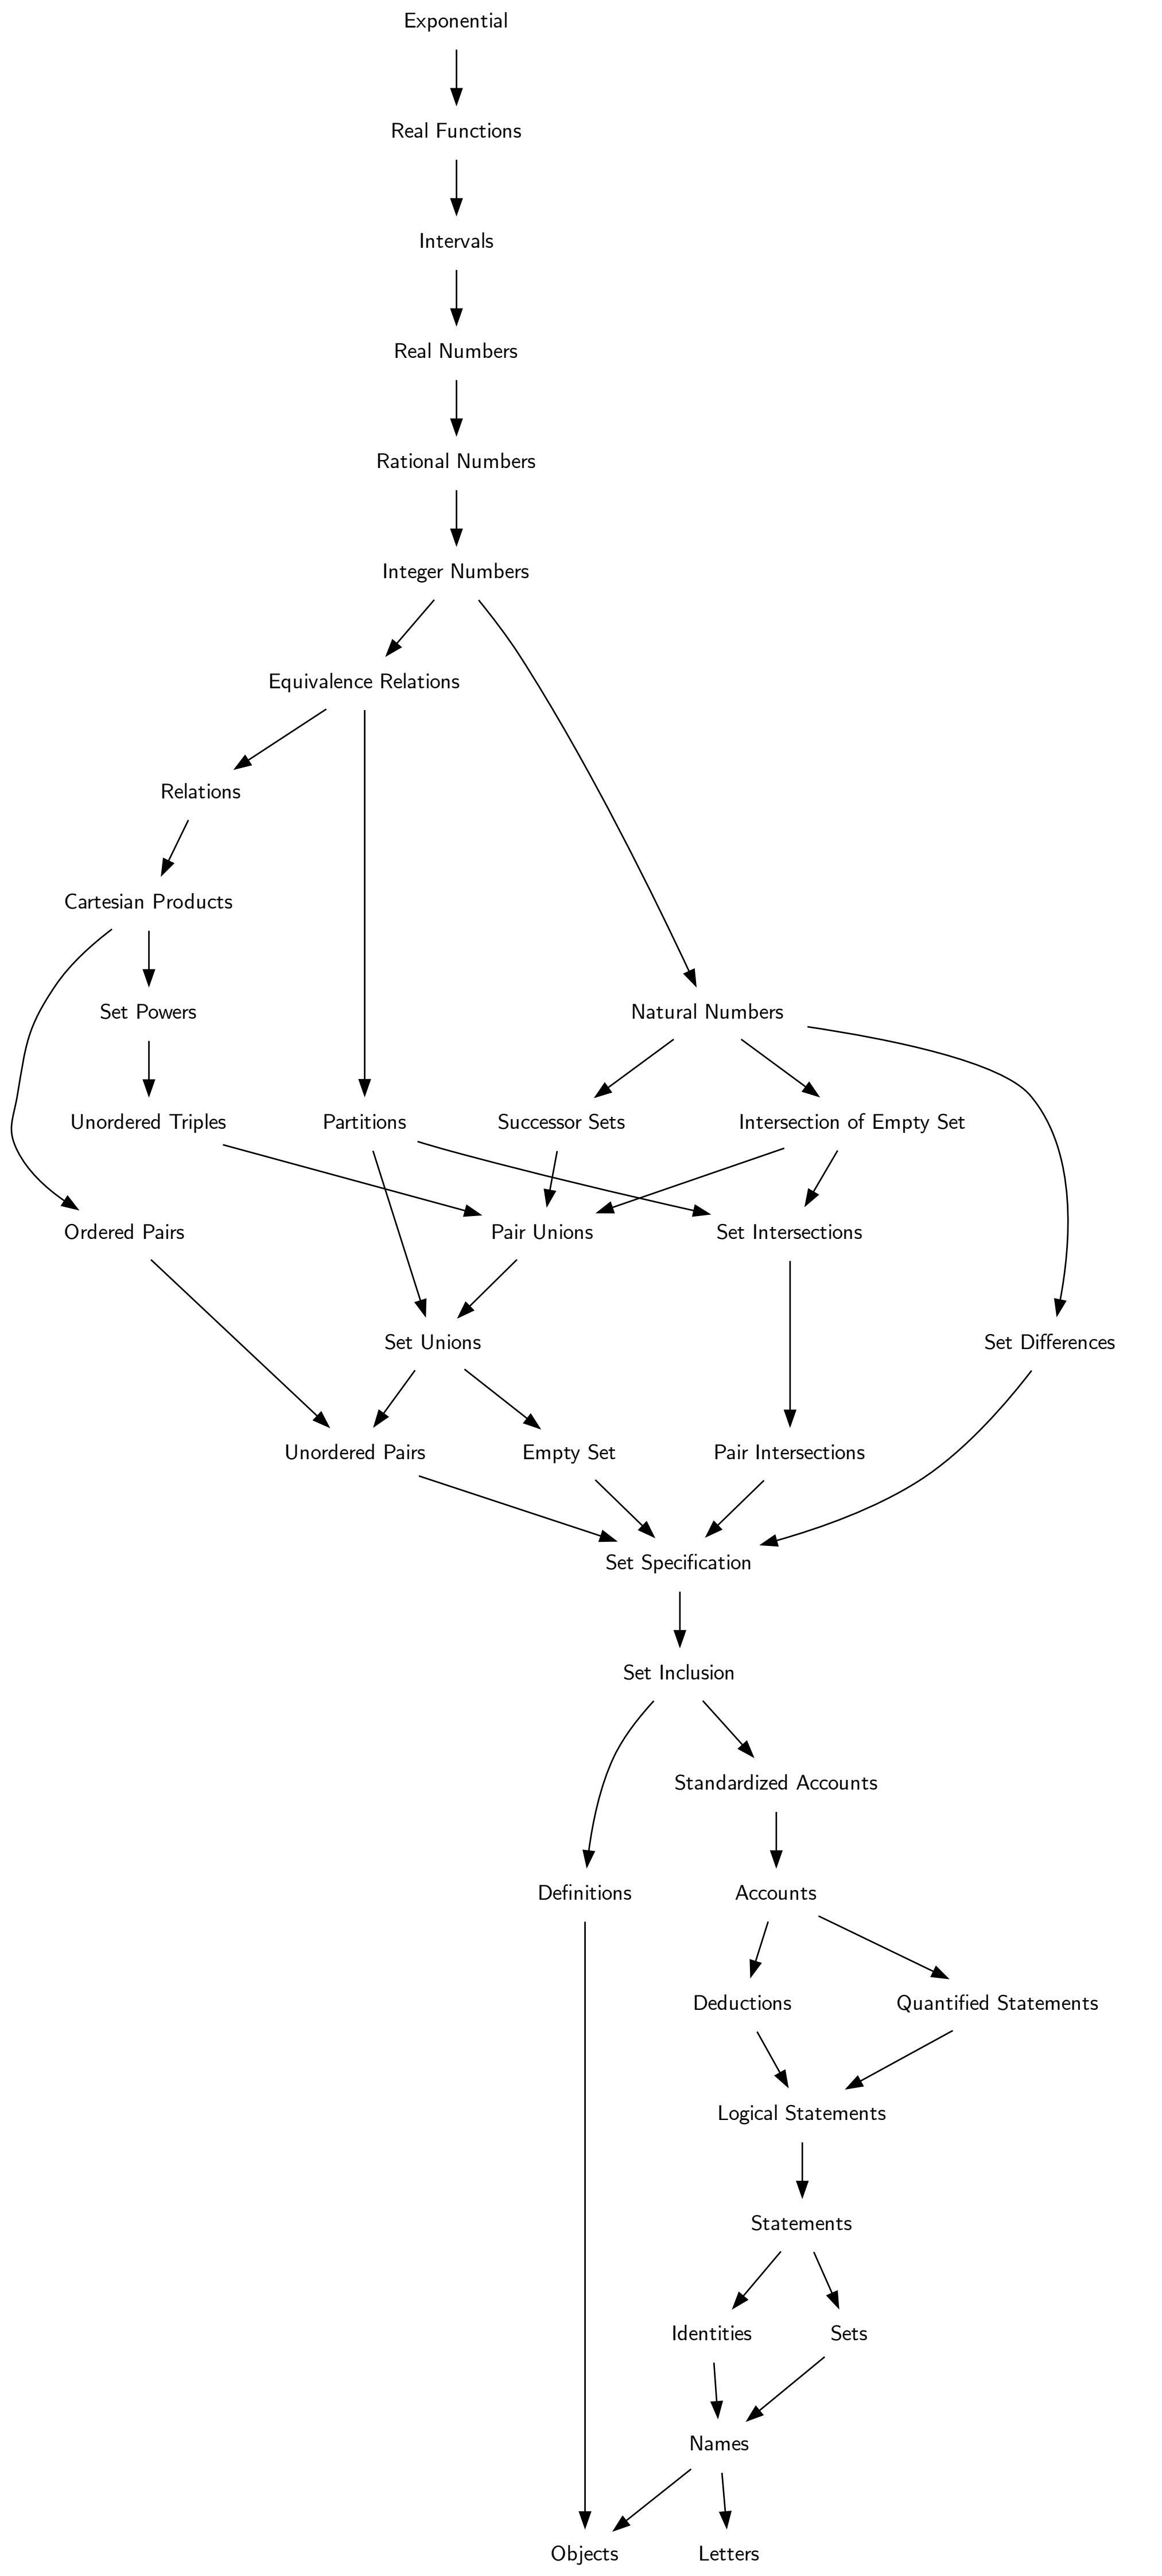 Exponential
Real Functions
Intervals
Real Numbers
Rational Numbers
Integer Numbers
Equivalence Relations
Relations
Cartesian Products
Set Powers
Natural Numbers
Unordered Triples
Partitions
Successor Sets
Intersection of Empty Set
Ordered Pairs
Pair Unions
Set Intersections
Set Unions
Set Differences
Unordered Pairs
Empty Set
Pair Intersections
Set Specification
Set Inclusion
Standardized Accounts
Definitions
Accounts
Deductions
Quantified Statements
Logical Statements
Statements
Identities
Sets
Names
Objects
Letters